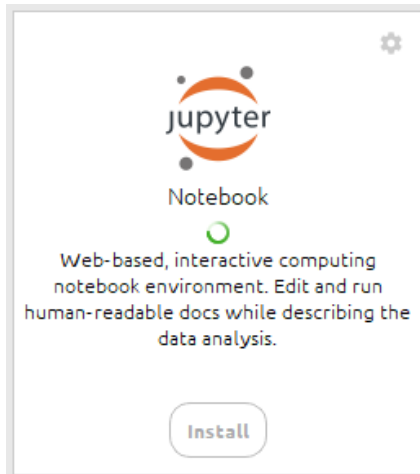 jupyter
Notebook
Web-based, interactive computing
notebook environment. Edit and run
human-readable docs while describing the
data analysis.
Install